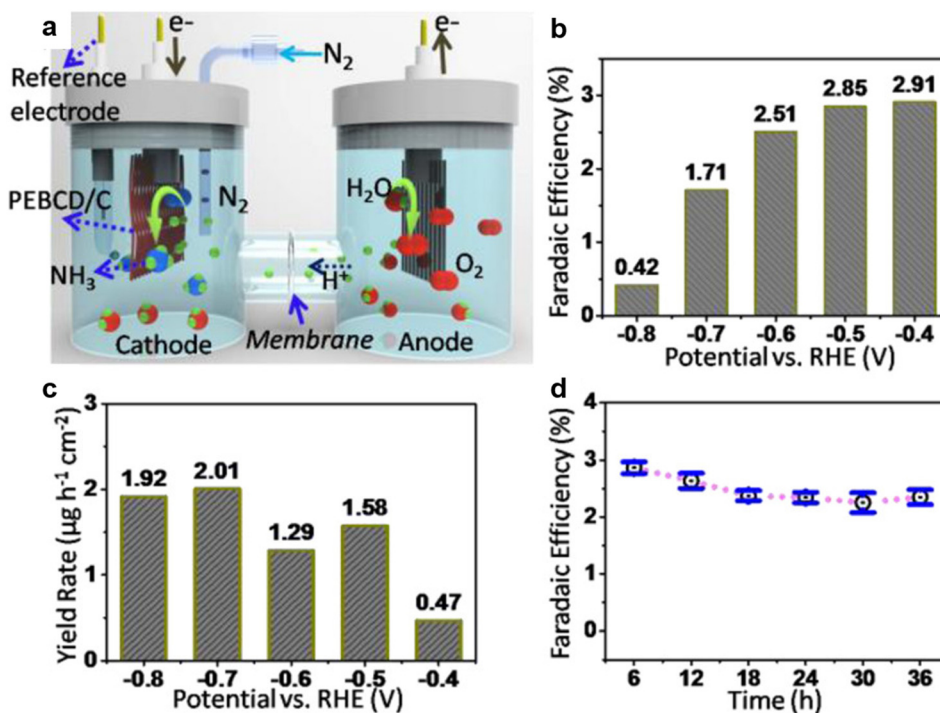 a
e-
e-
N2
Reference
electrode
PEBCD/C
N2
H2O
NH3
H+
O2
Cathode
Membrane
Anode
b
Faradaic Efficiency (%)
3
2
1
0
0.42
1.71
2.51
2.85
2.91
-0.8
-0.7
-0.6
-0.5
-0.4
Potential vs. RHE (V)
c
Yield Rate (µg h-1 cm-2)
3
2
1
0
1.92
2.01
1.29
1.58
0.47
-0.8
-0.7
-0.6
-0.5
-0.4
Potential vs. RHE (V)
d
Faradaic Efficiency (%)
4
3
2
1
0
6
12
18
24
30
36
Time (h)